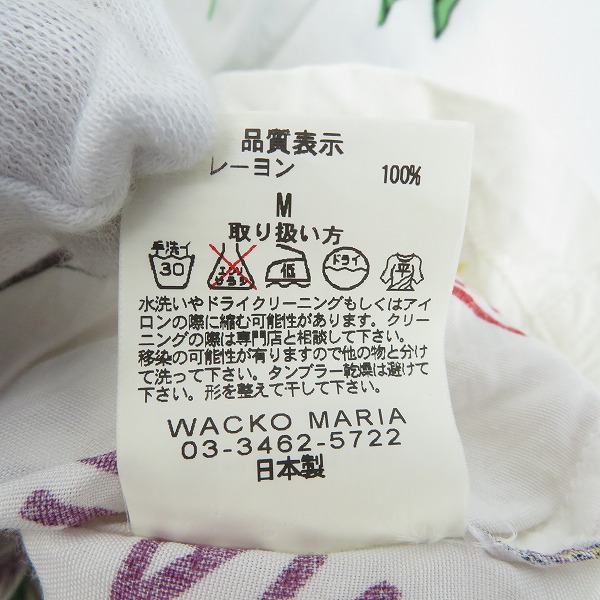 品質表示
レーヨン 100%
M
取り扱い方
手洗イ 30 エンソサラシ 低 ドライ 平
水洗いやドライクリーニングもしくはアイ
ロンの際に縮む可能性があります。クリー
ニングの際は専門店と相談して下さい。
移染の可能性が有りますので他の物と分け
て洗って下さい。タンブラー乾燥は避けて
下さい。形を整えて干して下さい。
WACKO MARIA
03-3462-5722
日本製